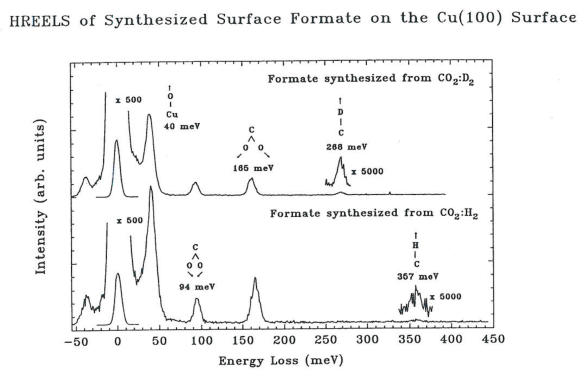 HREELS of Synthesized Surface Formate on the Cu(100) Surface
Formate synthesized from CO₂:D₂
x 500
O
Cu
40 meV
C
O O
165 meV
D
C
268 meV
x 5000
Formate synthesized from CO₂:H₂
x 500
C
O O
94 meV
H
C
357 meV
x 5000
Intensity (arb. units)
-50 0 50 100 150 200 250 300 350 400 450
Energy Loss (meV)